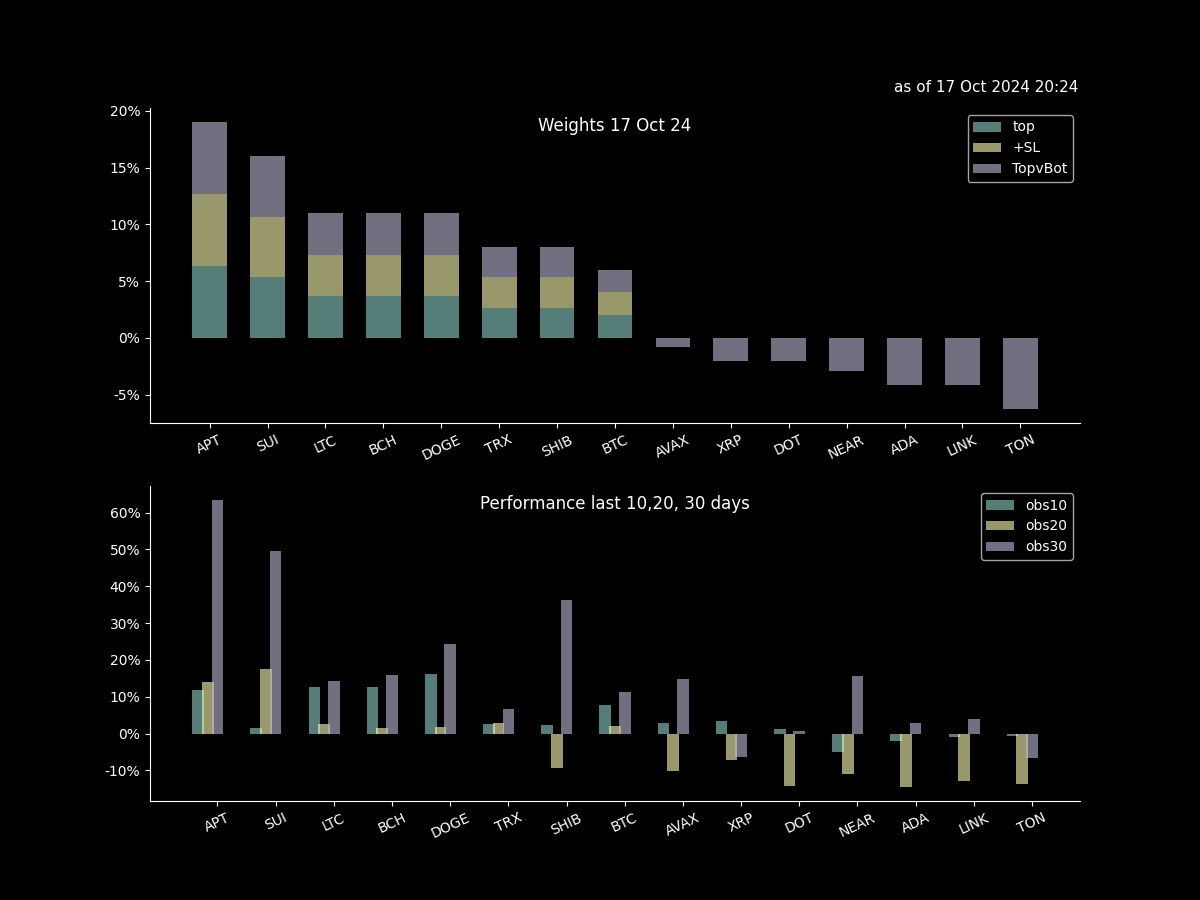 as of 17 Oct 2024 20:24
Weights 17 Oct 24
top
+SL
TopvBot
20%
15%
10%
5%
0%
-5%
APT SUI LTC BCH DOGE TRX SHIB BTC AVAX XRP DOT NEAR ADA LINK TON
Performance last 10,20, 30 days
obs10
obs20
obs30
60%
50%
40%
30%
20%
10%
0%
-10%
APT SUI LTC BCH DOGE TRX SHIB BTC AVAX XRP DOT NEAR ADA LINK TON